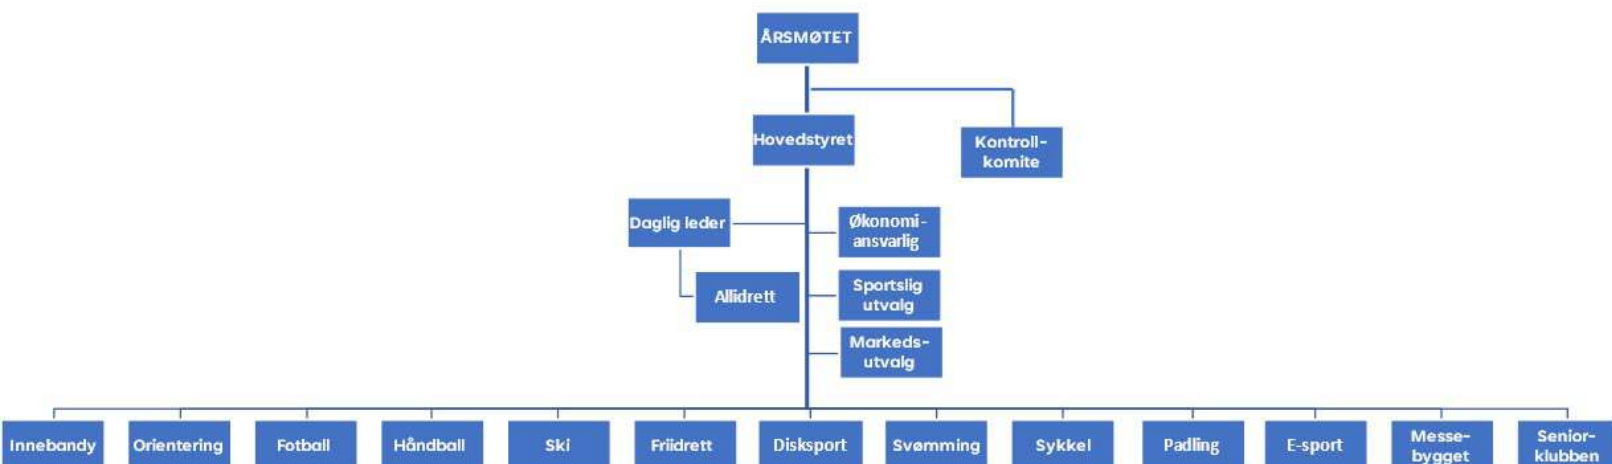 ÅRSMØTET
Hovedstyret
Kontroll-
komite
Daglig leder
Økonomi-
ansvarlig
Allidrett
Sportslig
utvalg
Markeds-
utvalg
Innebandy
Orientering
Fotball
Håndball
Ski
Friidrett
Disksport
Svømming
Sykkel
Padling
E-sport
Messe-
bygget
Senior-
klubben